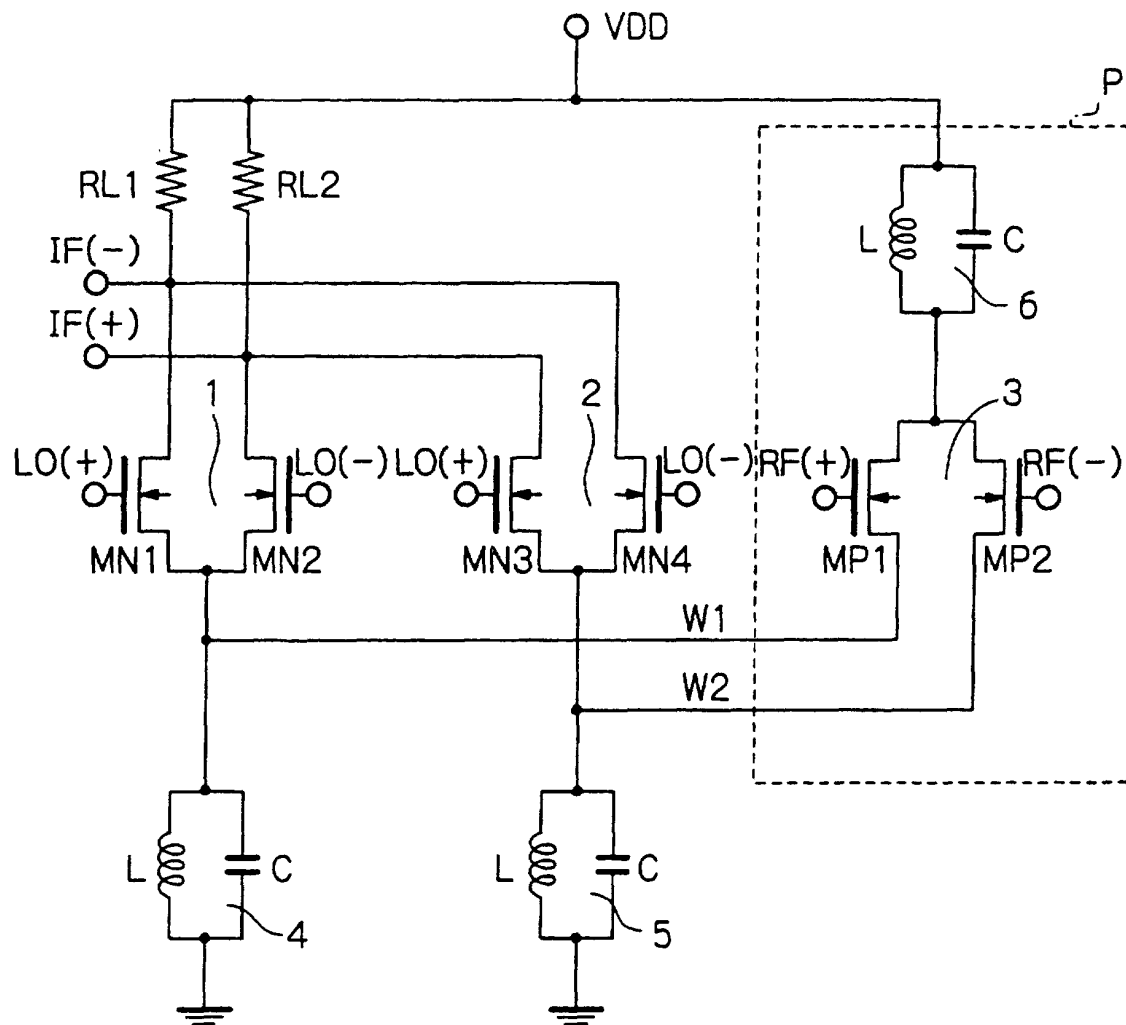 VDD
P
RL1
RL2
L
C
6
IF(-)
IF(+)
1
2
3
LO(+)
LO(-)
LO(+)
LO(-)
RF(+)
RF(-)
MN1
MN2
MN3
MN4
MP1
MP2
W1
W2
L
C
4
L
C
5